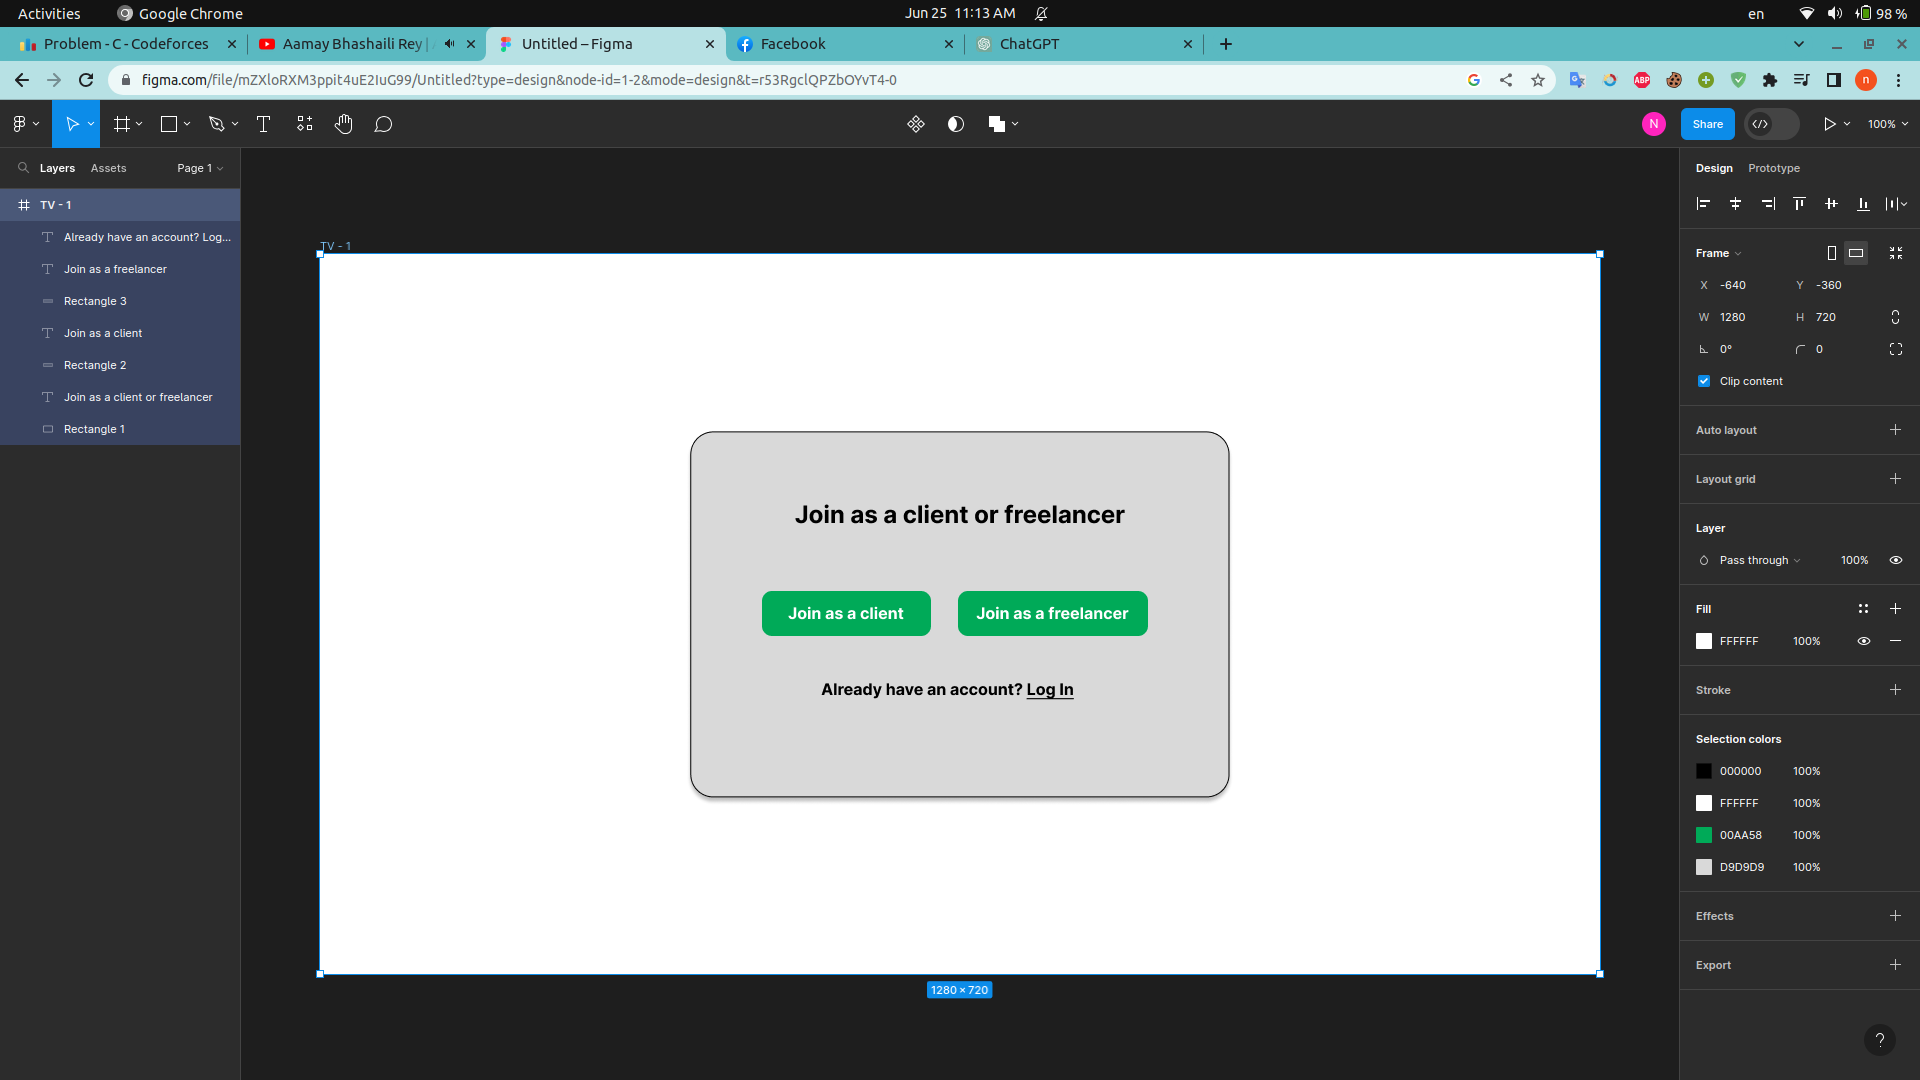 Activities
Google Chrome
Jun 25 11:13 AM
en
98 %
Problem - C - Codeforces
Aamay Bhashaili Rey |
Untitled – Figma
Facebook
ChatGPT
figma.com/file/mZXloRXM3ppit4uE2IuG99/Untitled?type=design&node-id=1-2&mode=design&t=r53RgclQPZbOYvT4-0
ABP
n
N
Share
100%
Layers
Assets
Page 1
Design
Prototype
TV - 1
Already have an account? Log...
Join as a freelancer
Rectangle 3
Join as a client
Rectangle 2
Join as a client or freelancer
Rectangle 1
TV - 1
Join as a client or freelancer
Join as a client
Join as a freelancer
Already have an account? Log In
1280 × 720
Frame
X -640
Y -360
W 1280
H 720
0°
0
Clip content
Auto layout
Layout grid
Layer
Pass through
100%
Fill
FFFFFF
100%
Stroke
Selection colors
000000
100%
FFFFFF
100%
00AA58
100%
D9D9D9
100%
Effects
Export
?